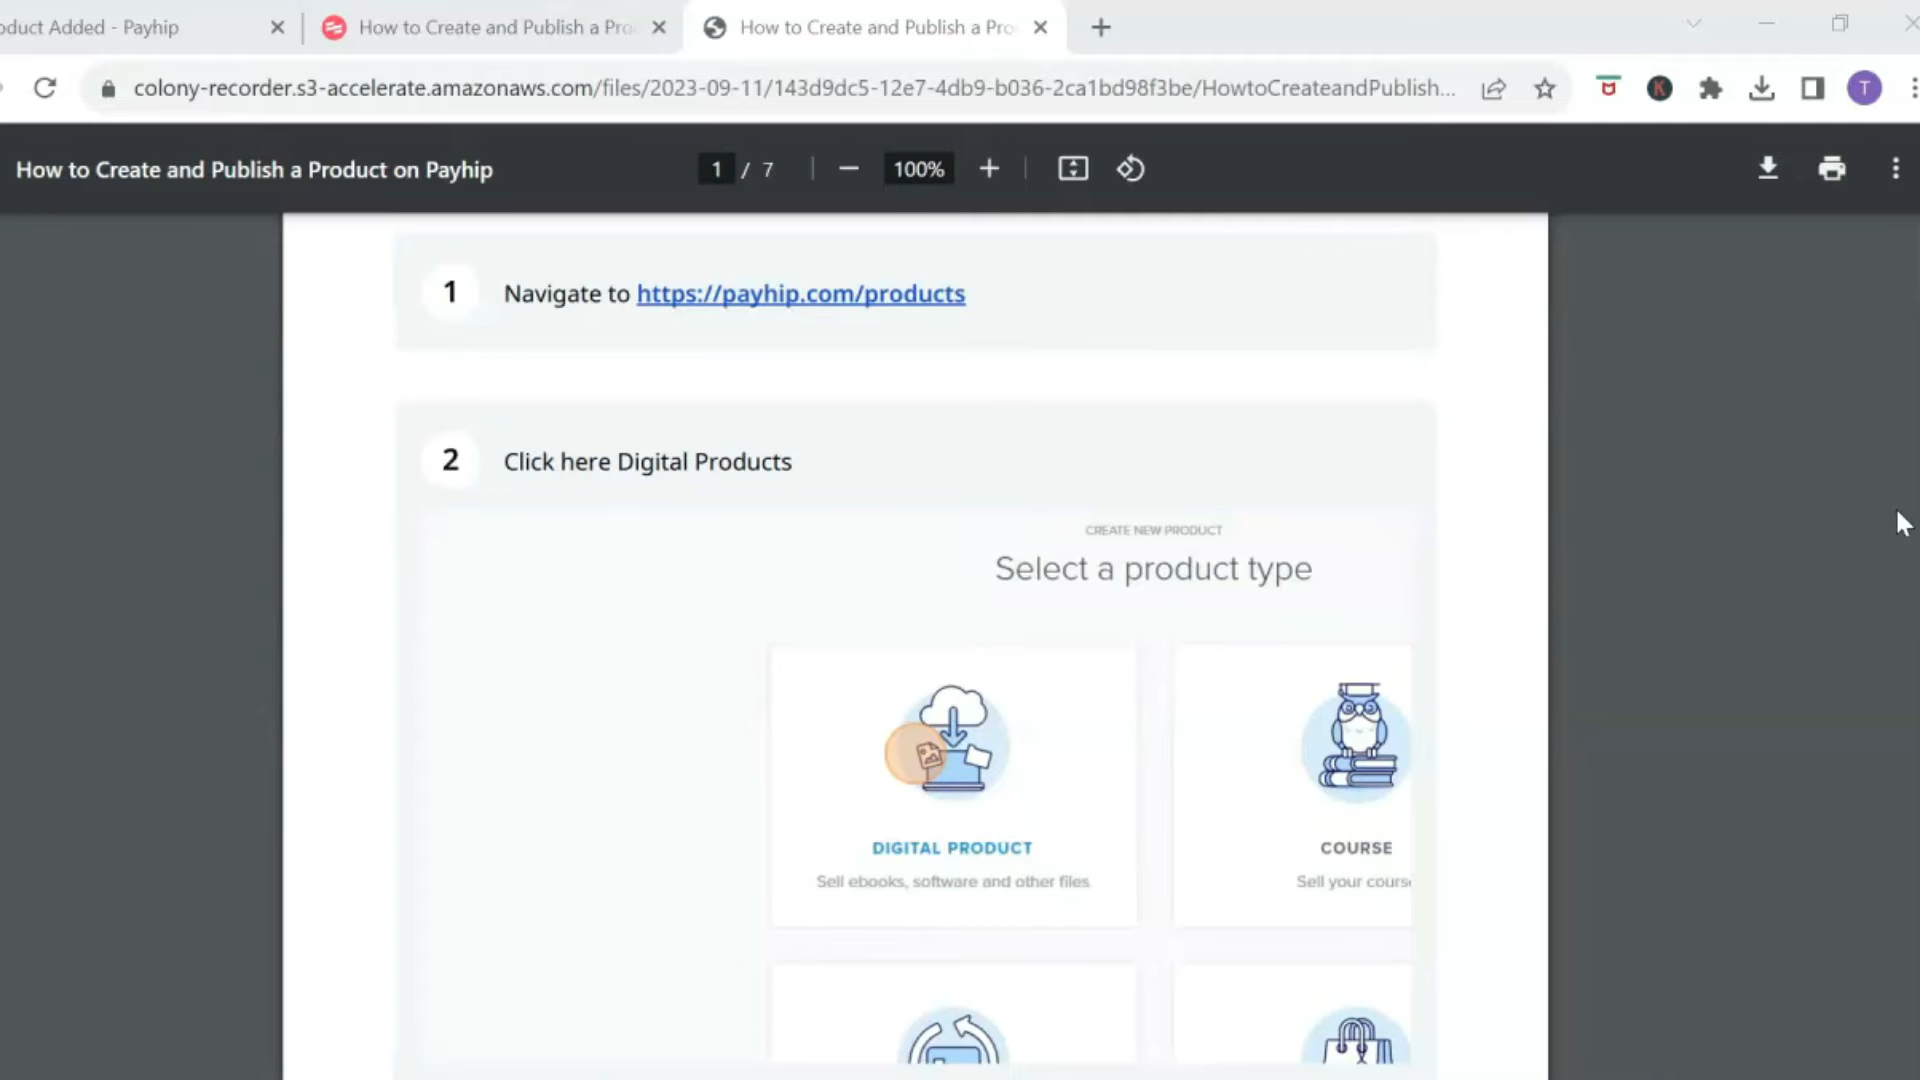 oduct Added - Payhip
How to Create and Publish a Pro
How to Create and Publish a Pro
colony-recorder.s3-accelerate.amazonaws.com/files/2023-09-11/143d9dc5-12e7-4db9-b036-2ca1bd98f3be/HowtoCreateandPublish...
K
T
How to Create and Publish a Product on Payhip
1 / 7
100%
1 Navigate to https://payhip.com/products
2 Click here Digital Products
CREATE NEW PRODUCT
Select a product type
DIGITAL PRODUCT
Sell ebooks, software and other files
COURSE
Sell your cours